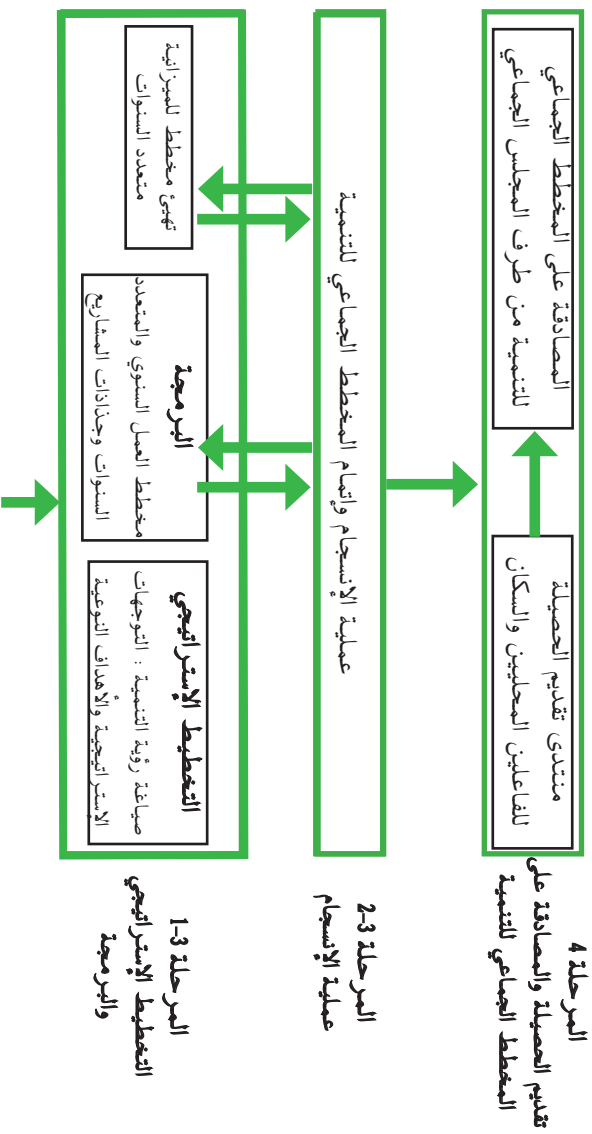 المرحلة 4
تقديم الحصيلة والمصادقة على
المخطط الجماعي للتنمية
منتدى تقديم الحصيلة
للفاعلين المحليين والسكان
المصادقة على المخطط الجماعي
للتنمية من طرف المجلس الجماعي
المرحلة 2-3
عملية الإنسجام
عملية الإنسجام وإتمام المخطط الجماعي للتنمية
المرحلة 1-3
التخطيط الإستراتيجي
والبرمجة
التخطيط الإستراتيجي
صياغة رؤية التنمية : التوجهات
الإستراتيجية والأهداف النوعية
البرمجة
مخطط العمل السنوي والمتعدد
السنوات وجذاذات المشاريع
تهيئ مخطط للميزانية
متعدد السنوات